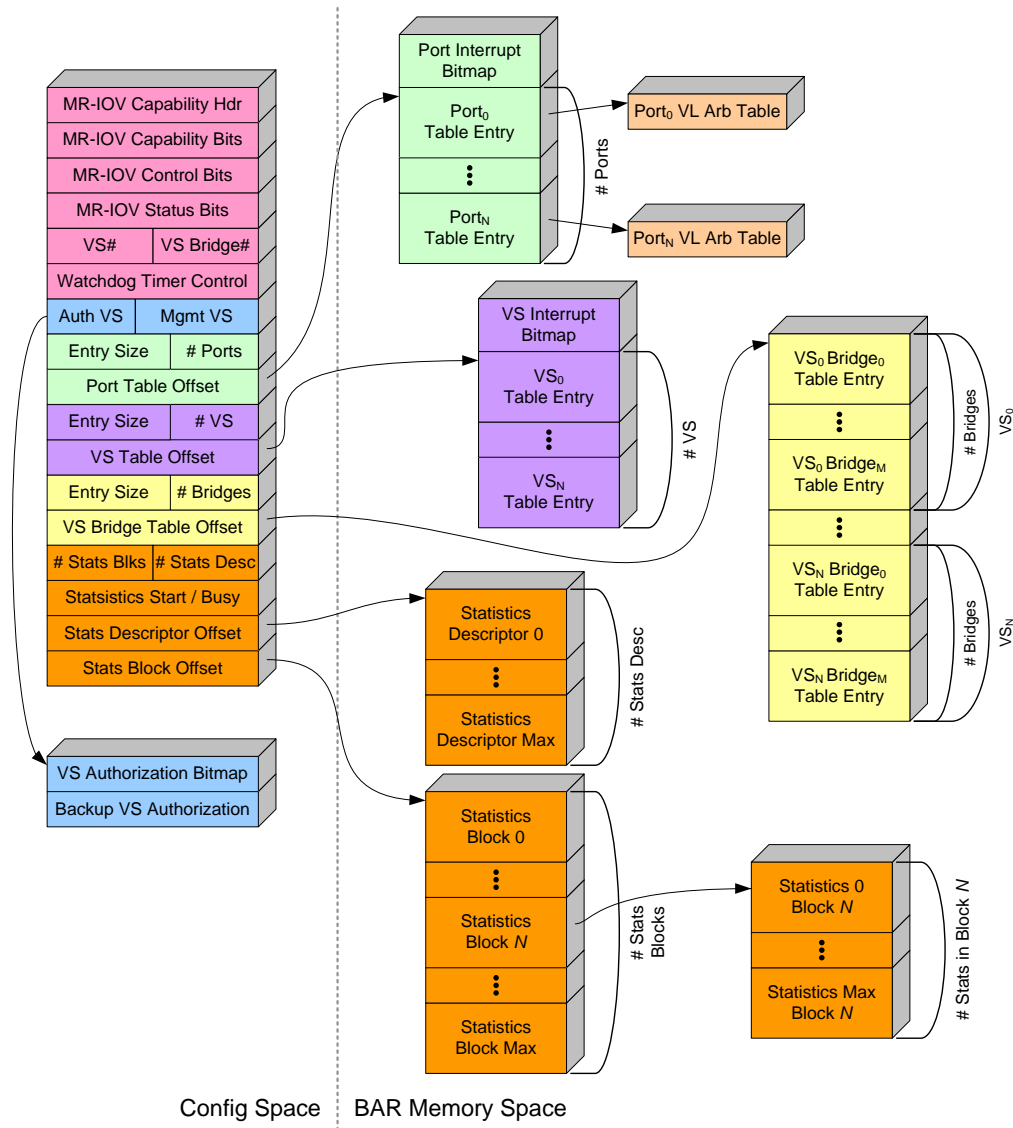 MR-IOV Capability Hdr
MR-IOV Capability Bits
MR-IOV Control Bits
MR-IOV Status Bits
VS# VS Bridge#
Watchdog Timer Control
Auth VS Mgmt VS
Entry Size # Ports
Port Table Offset
Entry Size # VS
VS Table Offset
Entry Size # Bridges
VS Bridge Table Offset
# Stats Blks # Stats Desc
Statsistics Start / Busy
Stats Descriptor Offset
Stats Block Offset
VS Authorization Bitmap
Backup VS Authorization
Port Interrupt
Bitmap
Port0
Table Entry
PortN
Table Entry
# Ports
Port0 VL Arb Table
PortN VL Arb Table
VS Interrupt
Bitmap
VS0
Table Entry
VSN
Table Entry
# VS
VS0 Bridge0
Table Entry
VS0 BridgeM
Table Entry
VSN Bridge0
Table Entry
VSN BridgeM
Table Entry
# Bridges
VS0
# Bridges
VSN
Statistics
Descriptor 0
Statistics
Descriptor Max
# Stats Desc
Statistics
Block 0
Statistics
Block N
Statistics
Block Max
# Stats
Blocks
Statistics 0
Block N
Statistics Max
Block N
# Stats in Block N
Config Space
BAR Memory Space